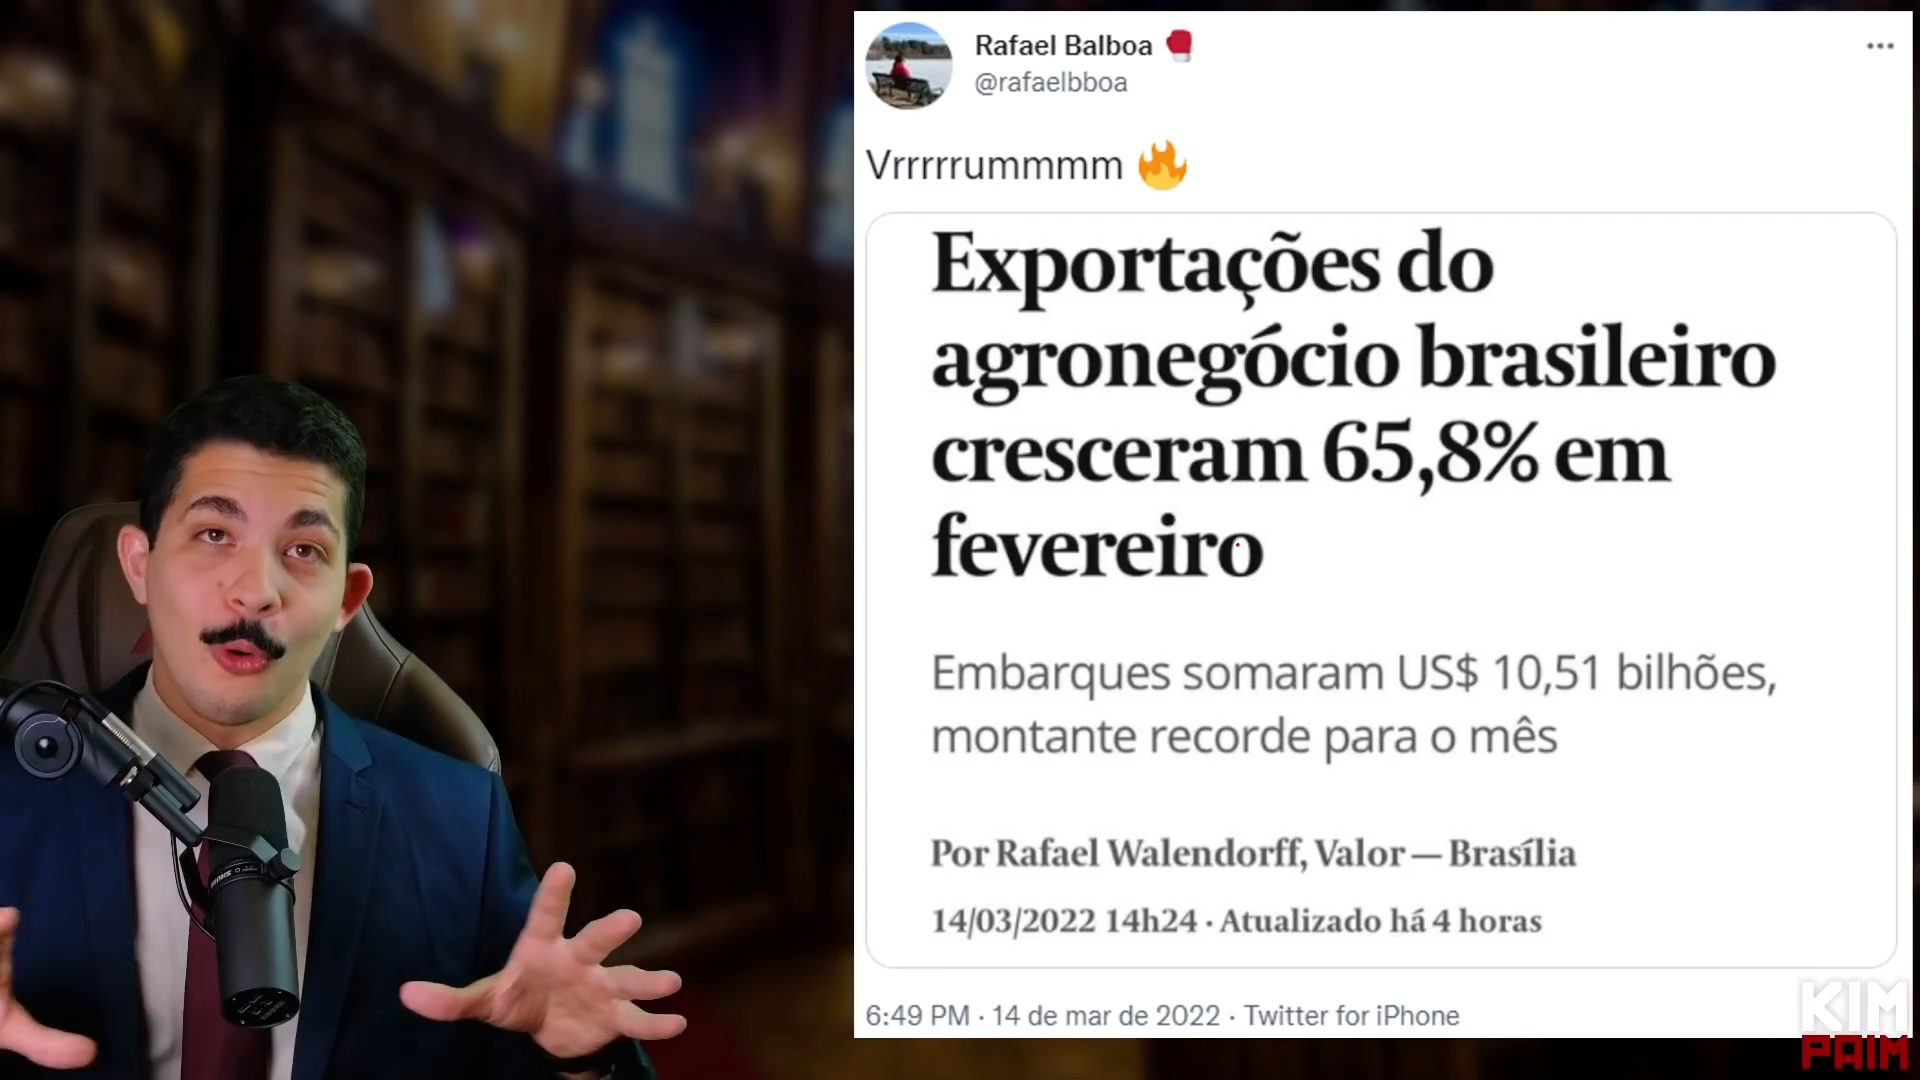 Rafael Balboa
@rafaelbboa
Vrrrrrummmm
Exportações do
agronegócio brasileiro
cresceram 65,8% em
fevereiro
Embarques somaram US$ 10,51 bilhões,
montante recorde para o mês
Por Rafael Walendorff, Valor — Brasília
14/03/2022 14h24 · Atualizado há 4 horas
6:49 PM · 14 de mar de 2022 · Twitter for iPhone
KIM
PAIM